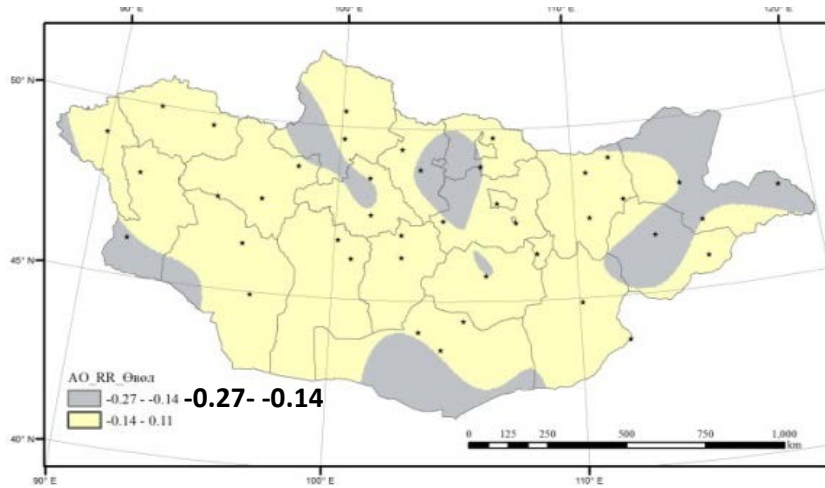 90° E 100° E 110° E 120° E
50° N
45° N
40° N
AO_RR_Өвөл
-0.27 - -0.14 -0.27- -0.14
-0.14 - 0.11
0 125 250 500 750 1,000
km
90° E 100° E 110° E